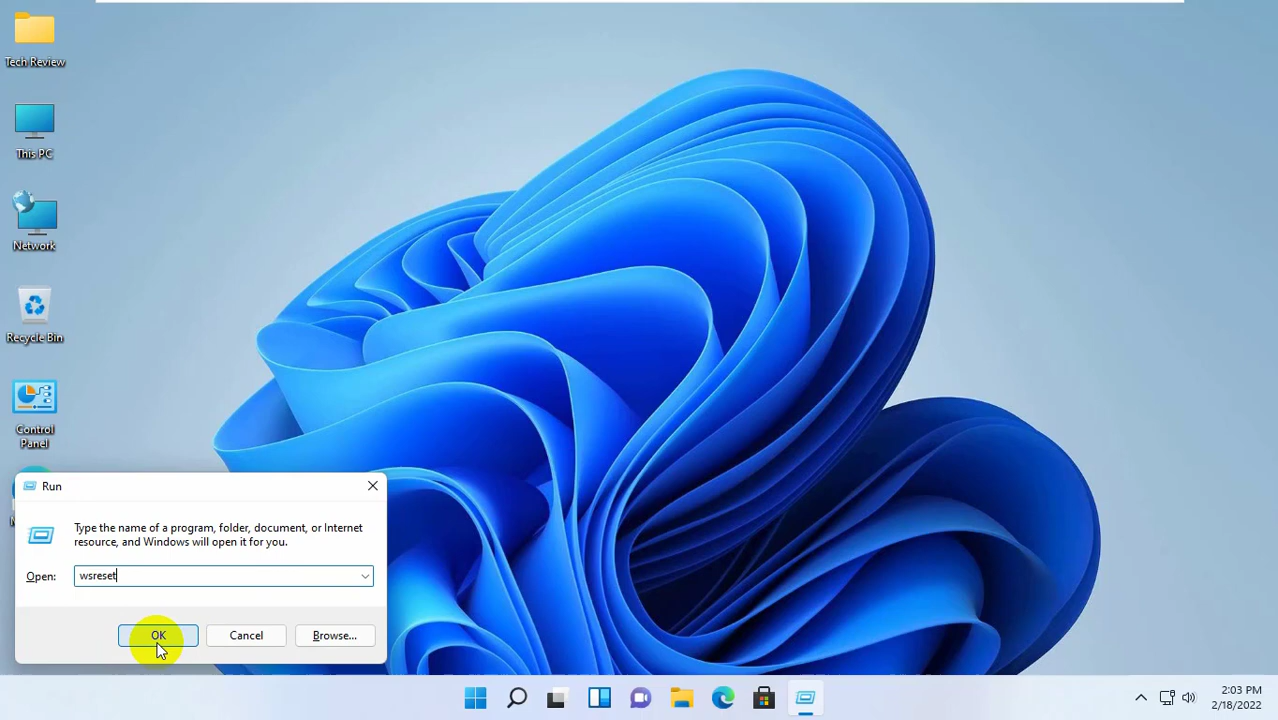 Tech Review
This PC
Network
Recycle Bin
Control
Panel
Run
Type the name of a program, folder, document, or Internet
resource, and Windows will open it for you.
Open:
wsreset
OK
Cancel
Browse...
2:03 PM
2/18/2022